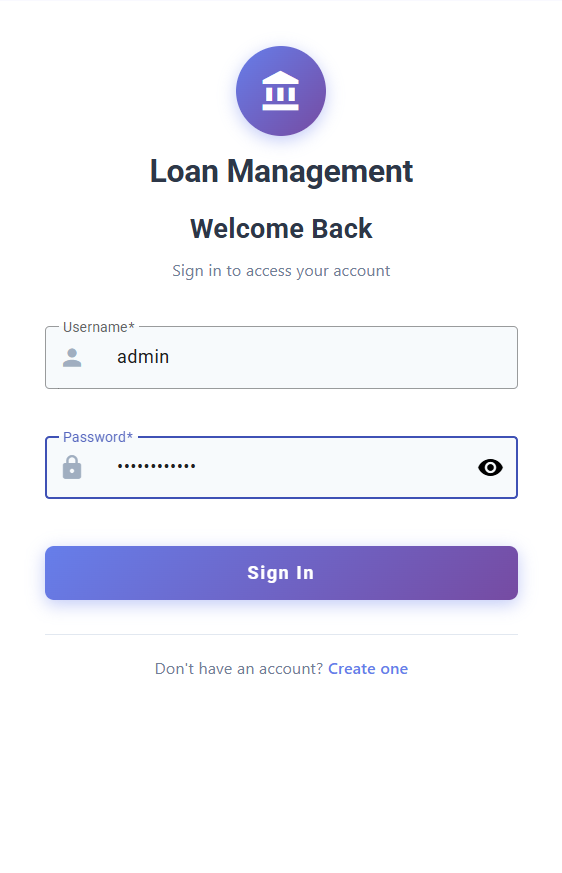 Loan Management
Welcome Back
Sign in to access your account
Username*
admin
Password*
••••••••••••
Sign In
Don't have an account? Create one